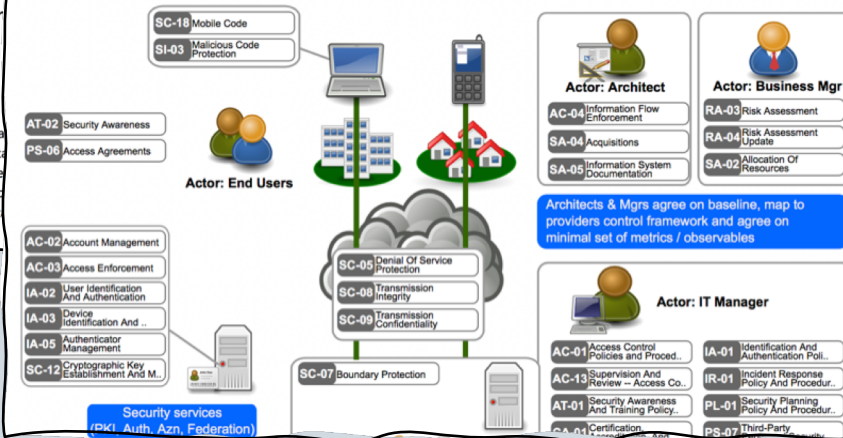 SC-18 Mobile Code
SI-03 Malicious Code
Protection
AT-02 Security Awareness
PS-06 Access Agreements
Actor: End Users
Actor: Architect
AC-04 Information Flow
Enforcement
SA-04 Acquisitions
SA-05 Information System
Documentation
Actor: Business Mgr
RA-03 Risk Assessment
RA-04 Risk Assessment
Update
SA-02 Allocation Of
Resources
Architects & Mgrs agree on baseline, map to
providers control framework and agree on
minimal set of metrics / observables
AC-02 Account Management
AC-03 Access Enforcement
IA-02 User Identification
And Authentication
IA-03 Device
Identification And ..
IA-05 Authenticator
Management
SC-12 Cryptographic Key
Establishment And M..
Security services
(PKI, Auth, Azn, Federation)
SC-05 Denial Of Service
Protection
SC-08 Transmission
Integrity
SC-09 Transmission
Confidentiality
SC-07 Boundary Protection
Actor: IT Manager
AC-01 Access Control
Policies and Proced..
AC-13 Supervision And
Review -- Access Co..
AT-01 Security Awareness
And Training Policy..
CA-01 Certification,
IA-01 Identification And
Authentication Poli..
IR-01 Incident Response
Policy And Procedur..
PL-01 Security Planning
Policy And Procedur..
PS-07 Third-Party
Security